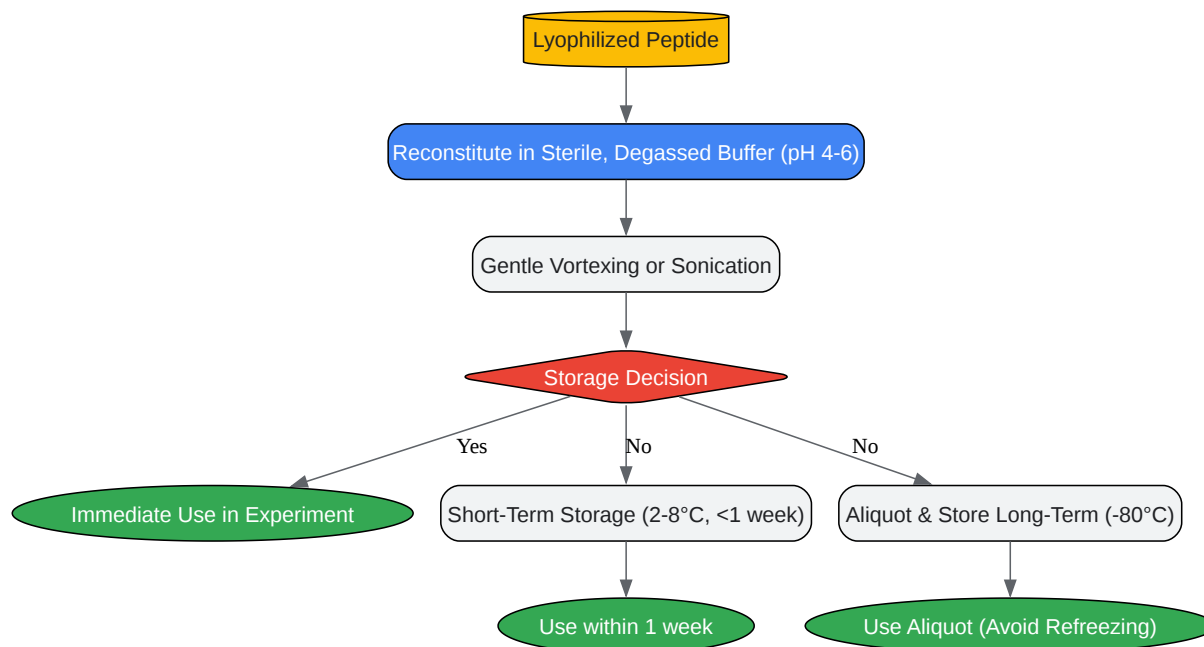 Lyophilized Peptide
Reconstitute in Sterile, Degassed Buffer (pH 4-6)
Gentle Vortexing or Sonication
Storage Decision
Yes
No
No
Immediate Use in Experiment
Short-Term Storage (2-8°C, <1 week)
Aliquot & Store Long-Term (-80°C)
Use within 1 week
Use Aliquot (Avoid Refreezing)